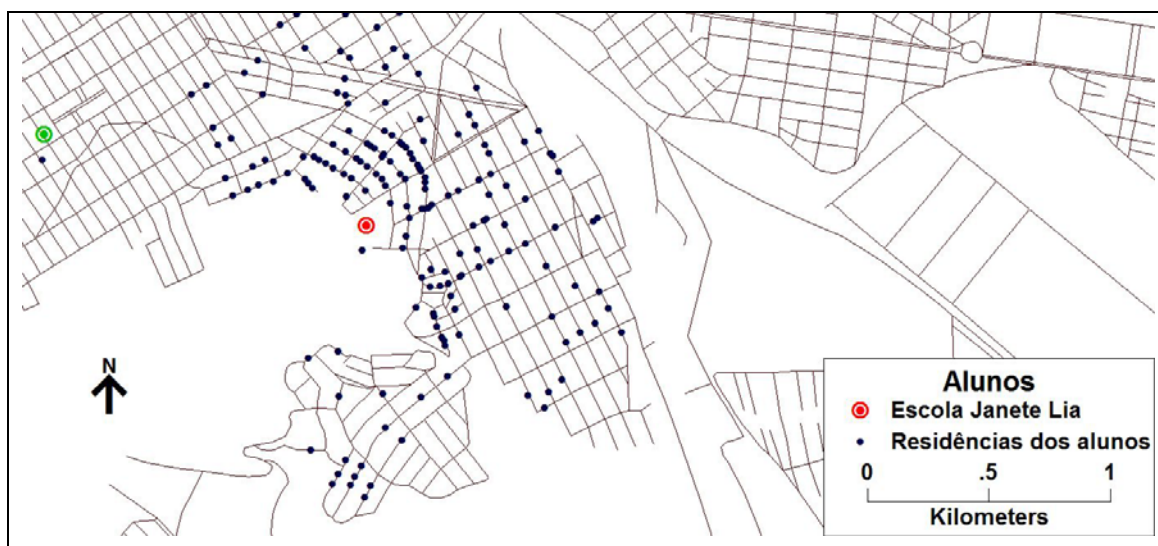 N
Alunos
Escola Janete Lia
Residências dos alunos
0 .5 1
Kilometers